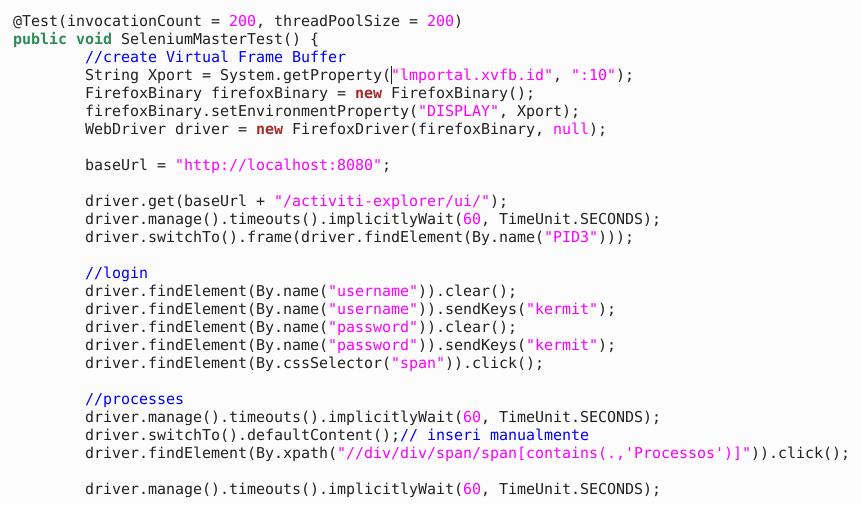 @Test(invocationCount = 200, threadPoolSize = 200)
public void SeleniumMasterTest() {
        //create Virtual Frame Buffer
        String Xport = System.getProperty("lmportal.xvfb.id", ":10");
        FirefoxBinary firefoxBinary = new FirefoxBinary();
        firefoxBinary.setEnvironmentProperty("DISPLAY", Xport);
        WebDriver driver = new FirefoxDriver(firefoxBinary, null);

        baseUrl = "http://localhost:8080";

        driver.get(baseUrl + "/activiti-explorer/ui/");
        driver.manage().timeouts().implicitlyWait(60, TimeUnit.SECONDS);
        driver.switchTo().frame(driver.findElement(By.name("PID3")));

        //login
        driver.findElement(By.name("username")).clear();
        driver.findElement(By.name("username")).sendKeys("kermit");
        driver.findElement(By.name("password")).clear();
        driver.findElement(By.name("password")).sendKeys("kermit");
        driver.findElement(By.cssSelector("span")).click();

        //processes
        driver.manage().timeouts().implicitlyWait(60, TimeUnit.SECONDS);
        driver.switchTo().defaultContent();// inseri manualmente
        driver.findElement(By.xpath("//div/div/span/span[contains(.,'Processos')]")).click();

        driver.manage().timeouts().implicitlyWait(60, TimeUnit.SECONDS);